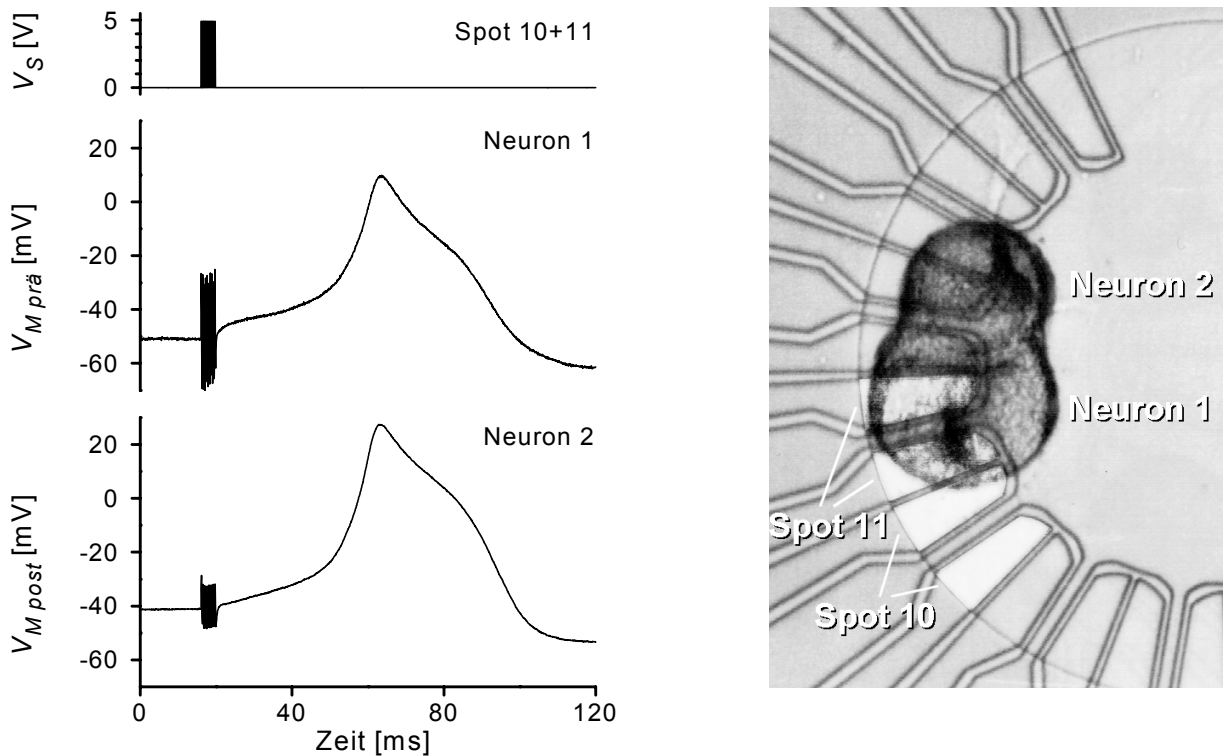 V_S [V]
5
0
Spot 10+11
V_M prä [mV]
20
0
-20
-40
-60
Neuron 1
V_M post [mV]
20
0
-20
-40
-60
Neuron 2
0
40
80
120
Zeit [ms]
Neuron 2
Neuron 1
Spot 11
Spot 10